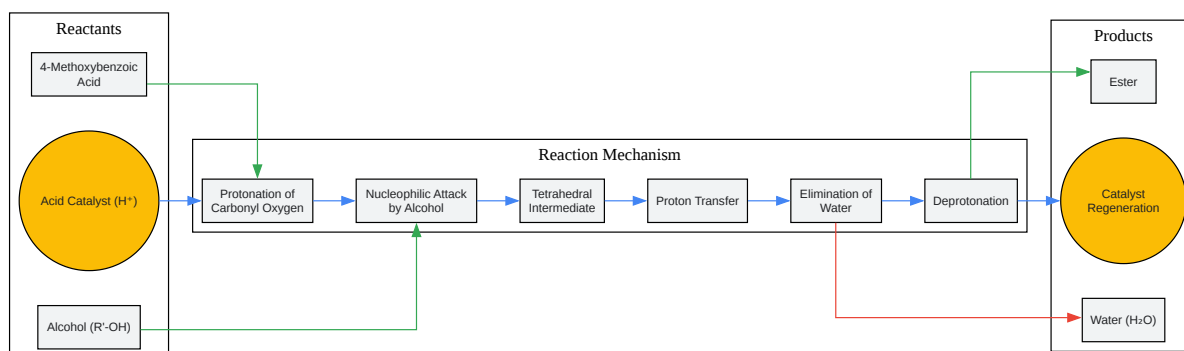 Reactants
4-Methoxybenzoic
Acid
Acid Catalyst (H⁺)
Alcohol (R'-OH)
Reaction Mechanism
Protonation of
Carbonyl Oxygen
Nucleophilic Attack
by Alcohol
Tetrahedral
Intermediate
Proton Transfer
Elimination of
Water
Deprotonation
Products
Ester
Catalyst
Regeneration
Water (H₂O)